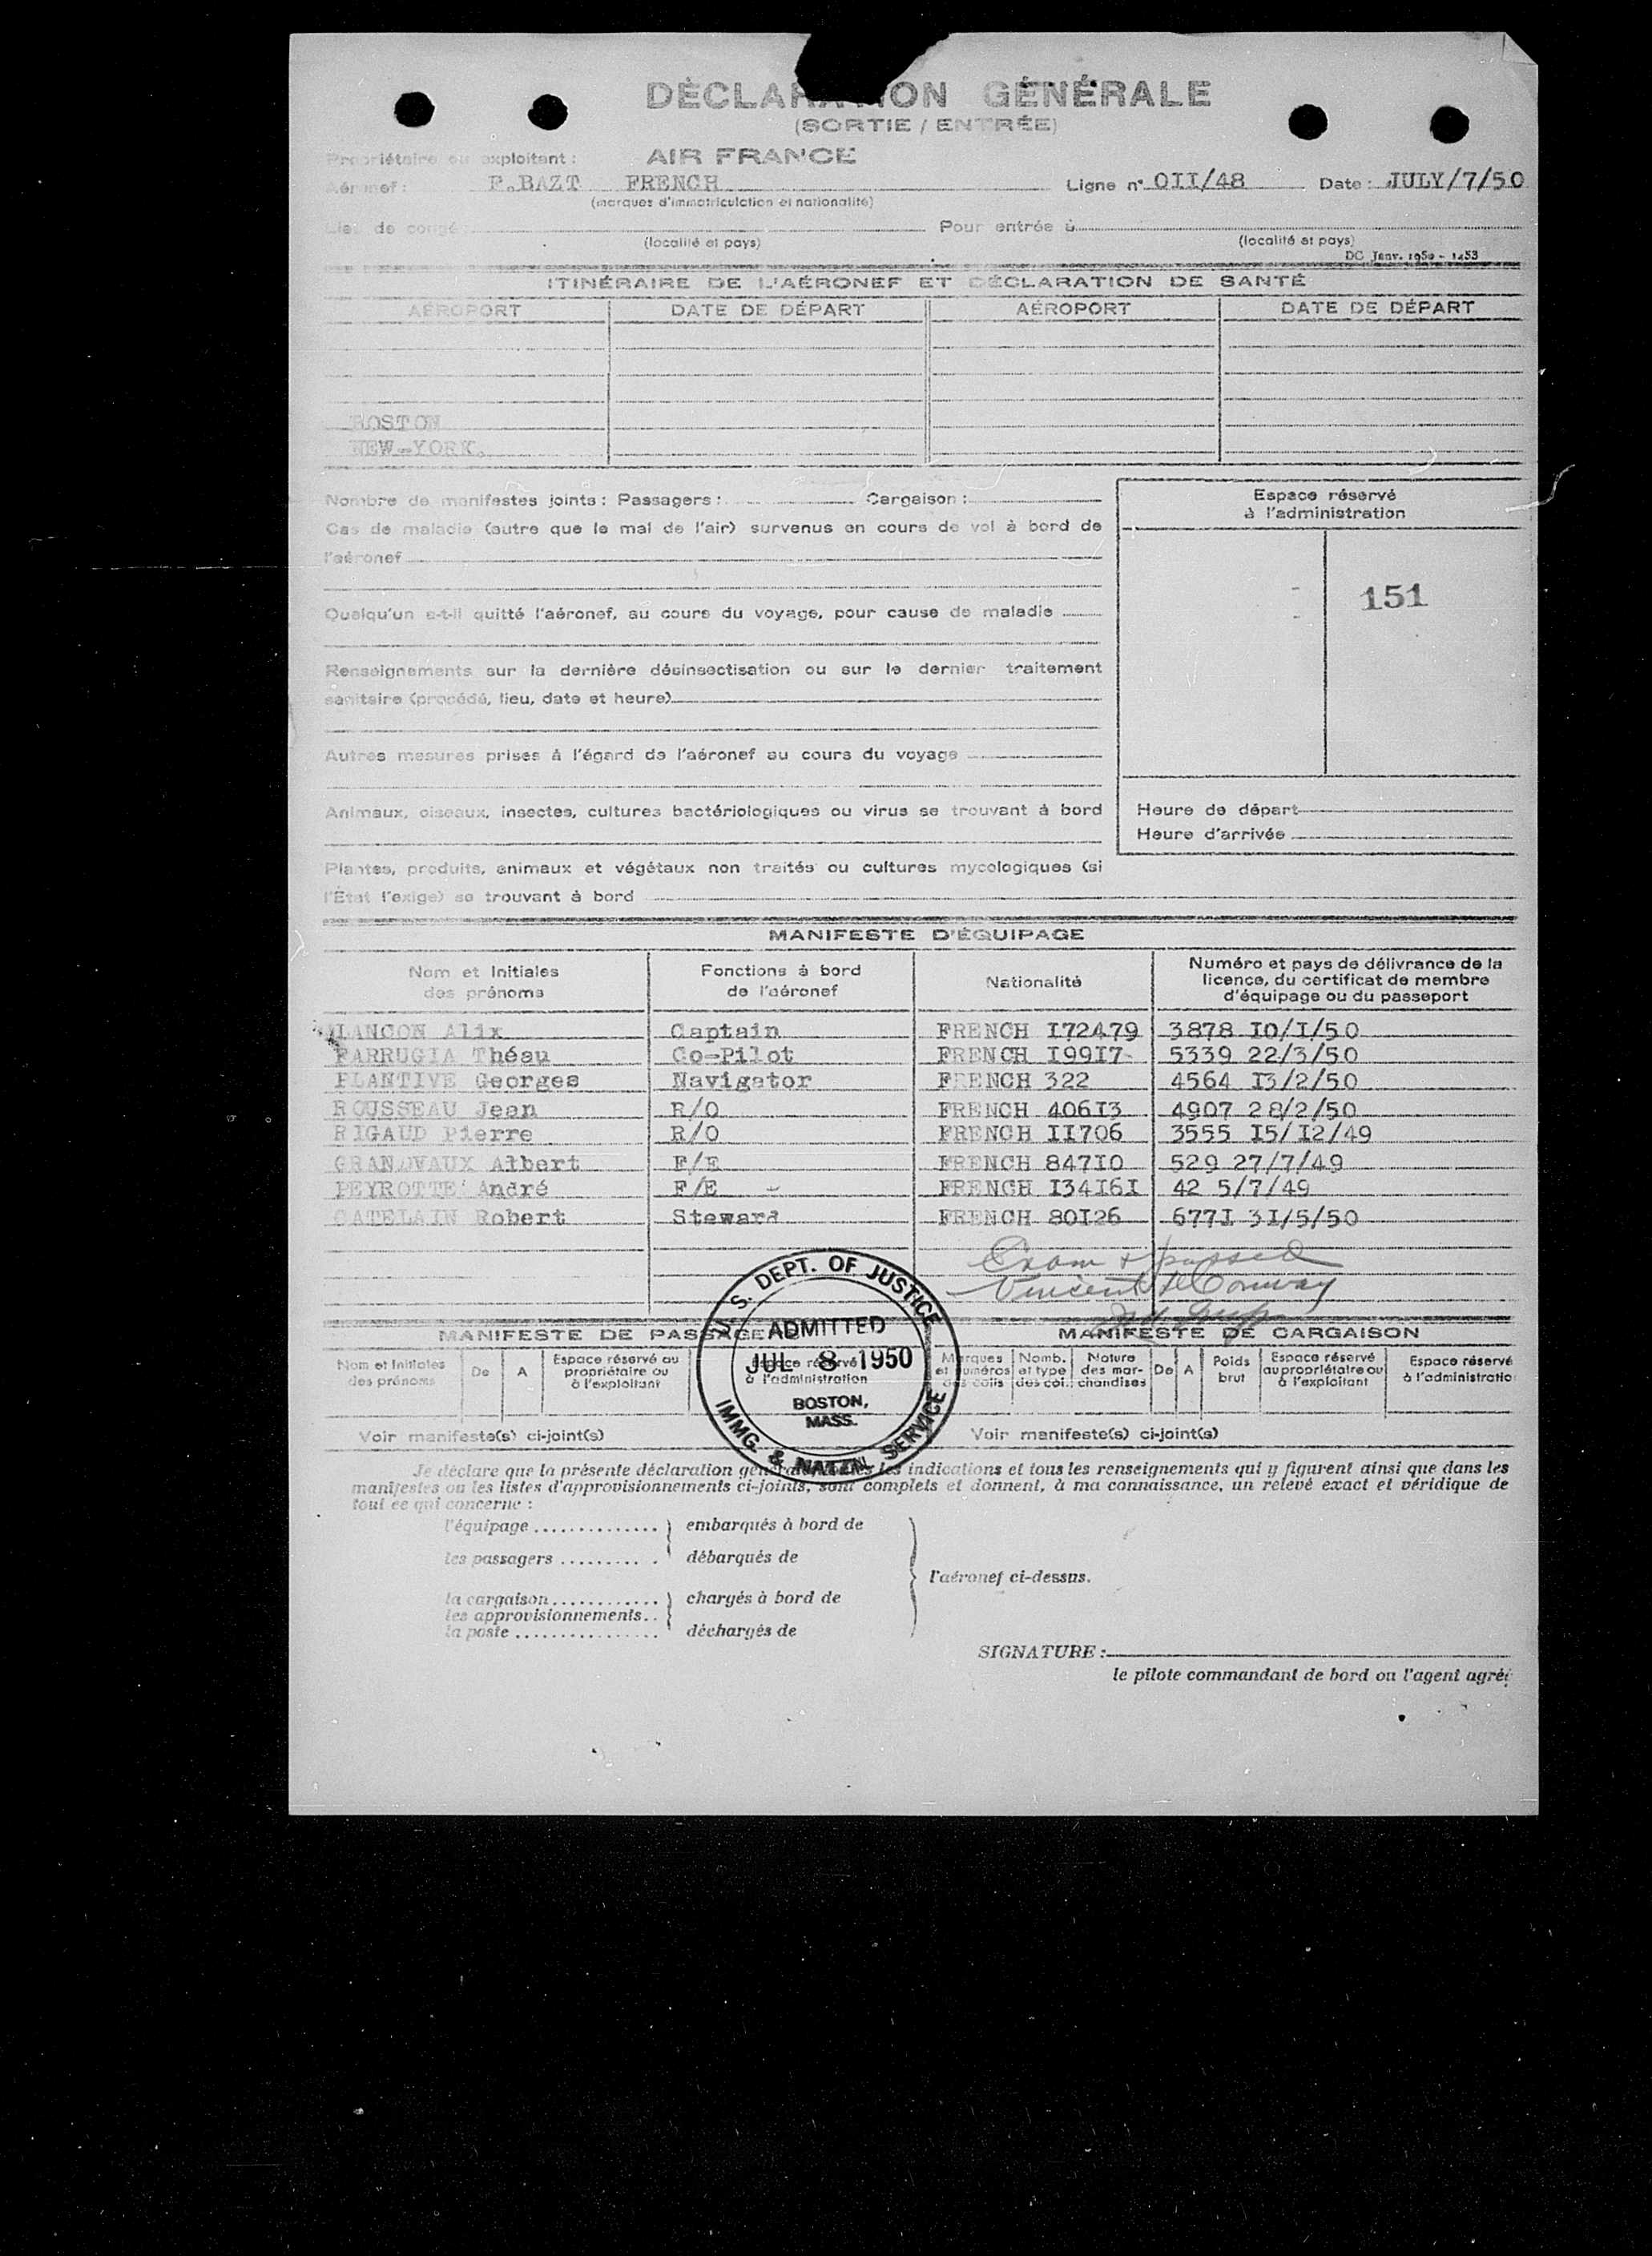 DÉCLARATION GÉNÉRALE
(SORTIE / ENTRÉE)
Propriétaire ou exploitant : AIR FRANCE
Aéronef : F.BAZT FRENCH Ligne n° OII/48 Date : JULY/7/50
(marques d'immatriculation et nationalité)
Lieu de congé Pour entrée à
(localité et pays) (localité et pays)
DC Janv. 1950 - 1453
ITINÉRAIRE DE L'AÉRONEF ET DÉCLARATION DE SANTÉ
AÉROPORT DATE DE DÉPART AÉROPORT DATE DE DÉPART
BOSTON
NEW-YORK.
Nombre de manifestes joints : Passagers : Cargaison :
Espace réservé
à l'administration
Cas de maladie (autre que le mal de l'air) survenus en cours de vol à bord de
l'aéronef
151
Quelqu'un a-t-il quitté l'aéronef, au cours du voyage, pour cause de maladie
Renseignements sur la dernière désinsectisation ou sur le dernier traitement
sanitaire (procédé, lieu, date et heure)
Autres mesures prises à l'égard de l'aéronef au cours du voyage
Animaux, oiseaux, insectes, cultures bactériologiques ou virus se trouvant à bord
Heure de départ
Heure d'arrivée
Plantes, produits, animaux et végétaux non traités ou cultures mycologiques (si
l'État l'exige) se trouvant à bord
MANIFESTE D'ÉQUIPAGE
Nom et Initiales des prénoms Fonctions à bord de l'aéronef Nationalité Numéro et pays de délivrance de la licence, du certificat de membre d'équipage ou du passeport
LANCON Alix Captain FRENCH I72479 3878 IO/I/50
FARRUGIA Théau Co-Pilot FRENCH I99I7 5339 22/3/50
PLANTIVE Georges Navigator FRENCH 322 4564 I3/2/50
ROUSSEAU Jean R/O FRENCH 406I3 4907 28/2/50
RIGAUD Pierre R/O FRENCH II706 3555 I5/I2/49
GRANDVAUX Albert F/E FRENCH 847IO 529 27/7/49
PEYROTTE André F/E FRENCH I34I6I 42 5/7/49
CATELAIN Robert Steward FRENCH 80I26 677I 3I/5/50
Exam & passed
Vincent Conway
U. S. DEPT. OF JUSTICE
ADMITTED
JUL 8 1950
BOSTON,
MASS.
IMMG. & NATZN. SERVICE
MANIFESTE DE PASSAGE MANIFESTE DE CARGAISON
Nom et Initiales des prénoms De A Espace réservé au propriétaire ou à l'exploitant Espace réservé à l'administration Marques et numéros des colis Nomb. et type des col. Nature des marchandises De A Poids brut Espace réservé au propriétaire ou à l'exploitant Espace réservé à l'administratio
Voir manifeste(s) ci-joint(s) Voir manifeste(s) ci-joint(s)
Je déclare que la présente déclaration générale, les indications et tous les renseignements qui y figurent ainsi que dans les
manifestes ou les listes d'approvisionnements ci-joints, sont complets et donnent, à ma connaissance, un relevé exact et véridique de
tout ce qui concerne :
l'équipage .............. embarqués à bord de
les passagers .......... débarqués de
l'aéronef ci-dessus.
la cargaison ............ chargés à bord de
les approvisionnements..
la poste ................ déchargés de
SIGNATURE :
le pilote commandant de bord ou l'agent agréé